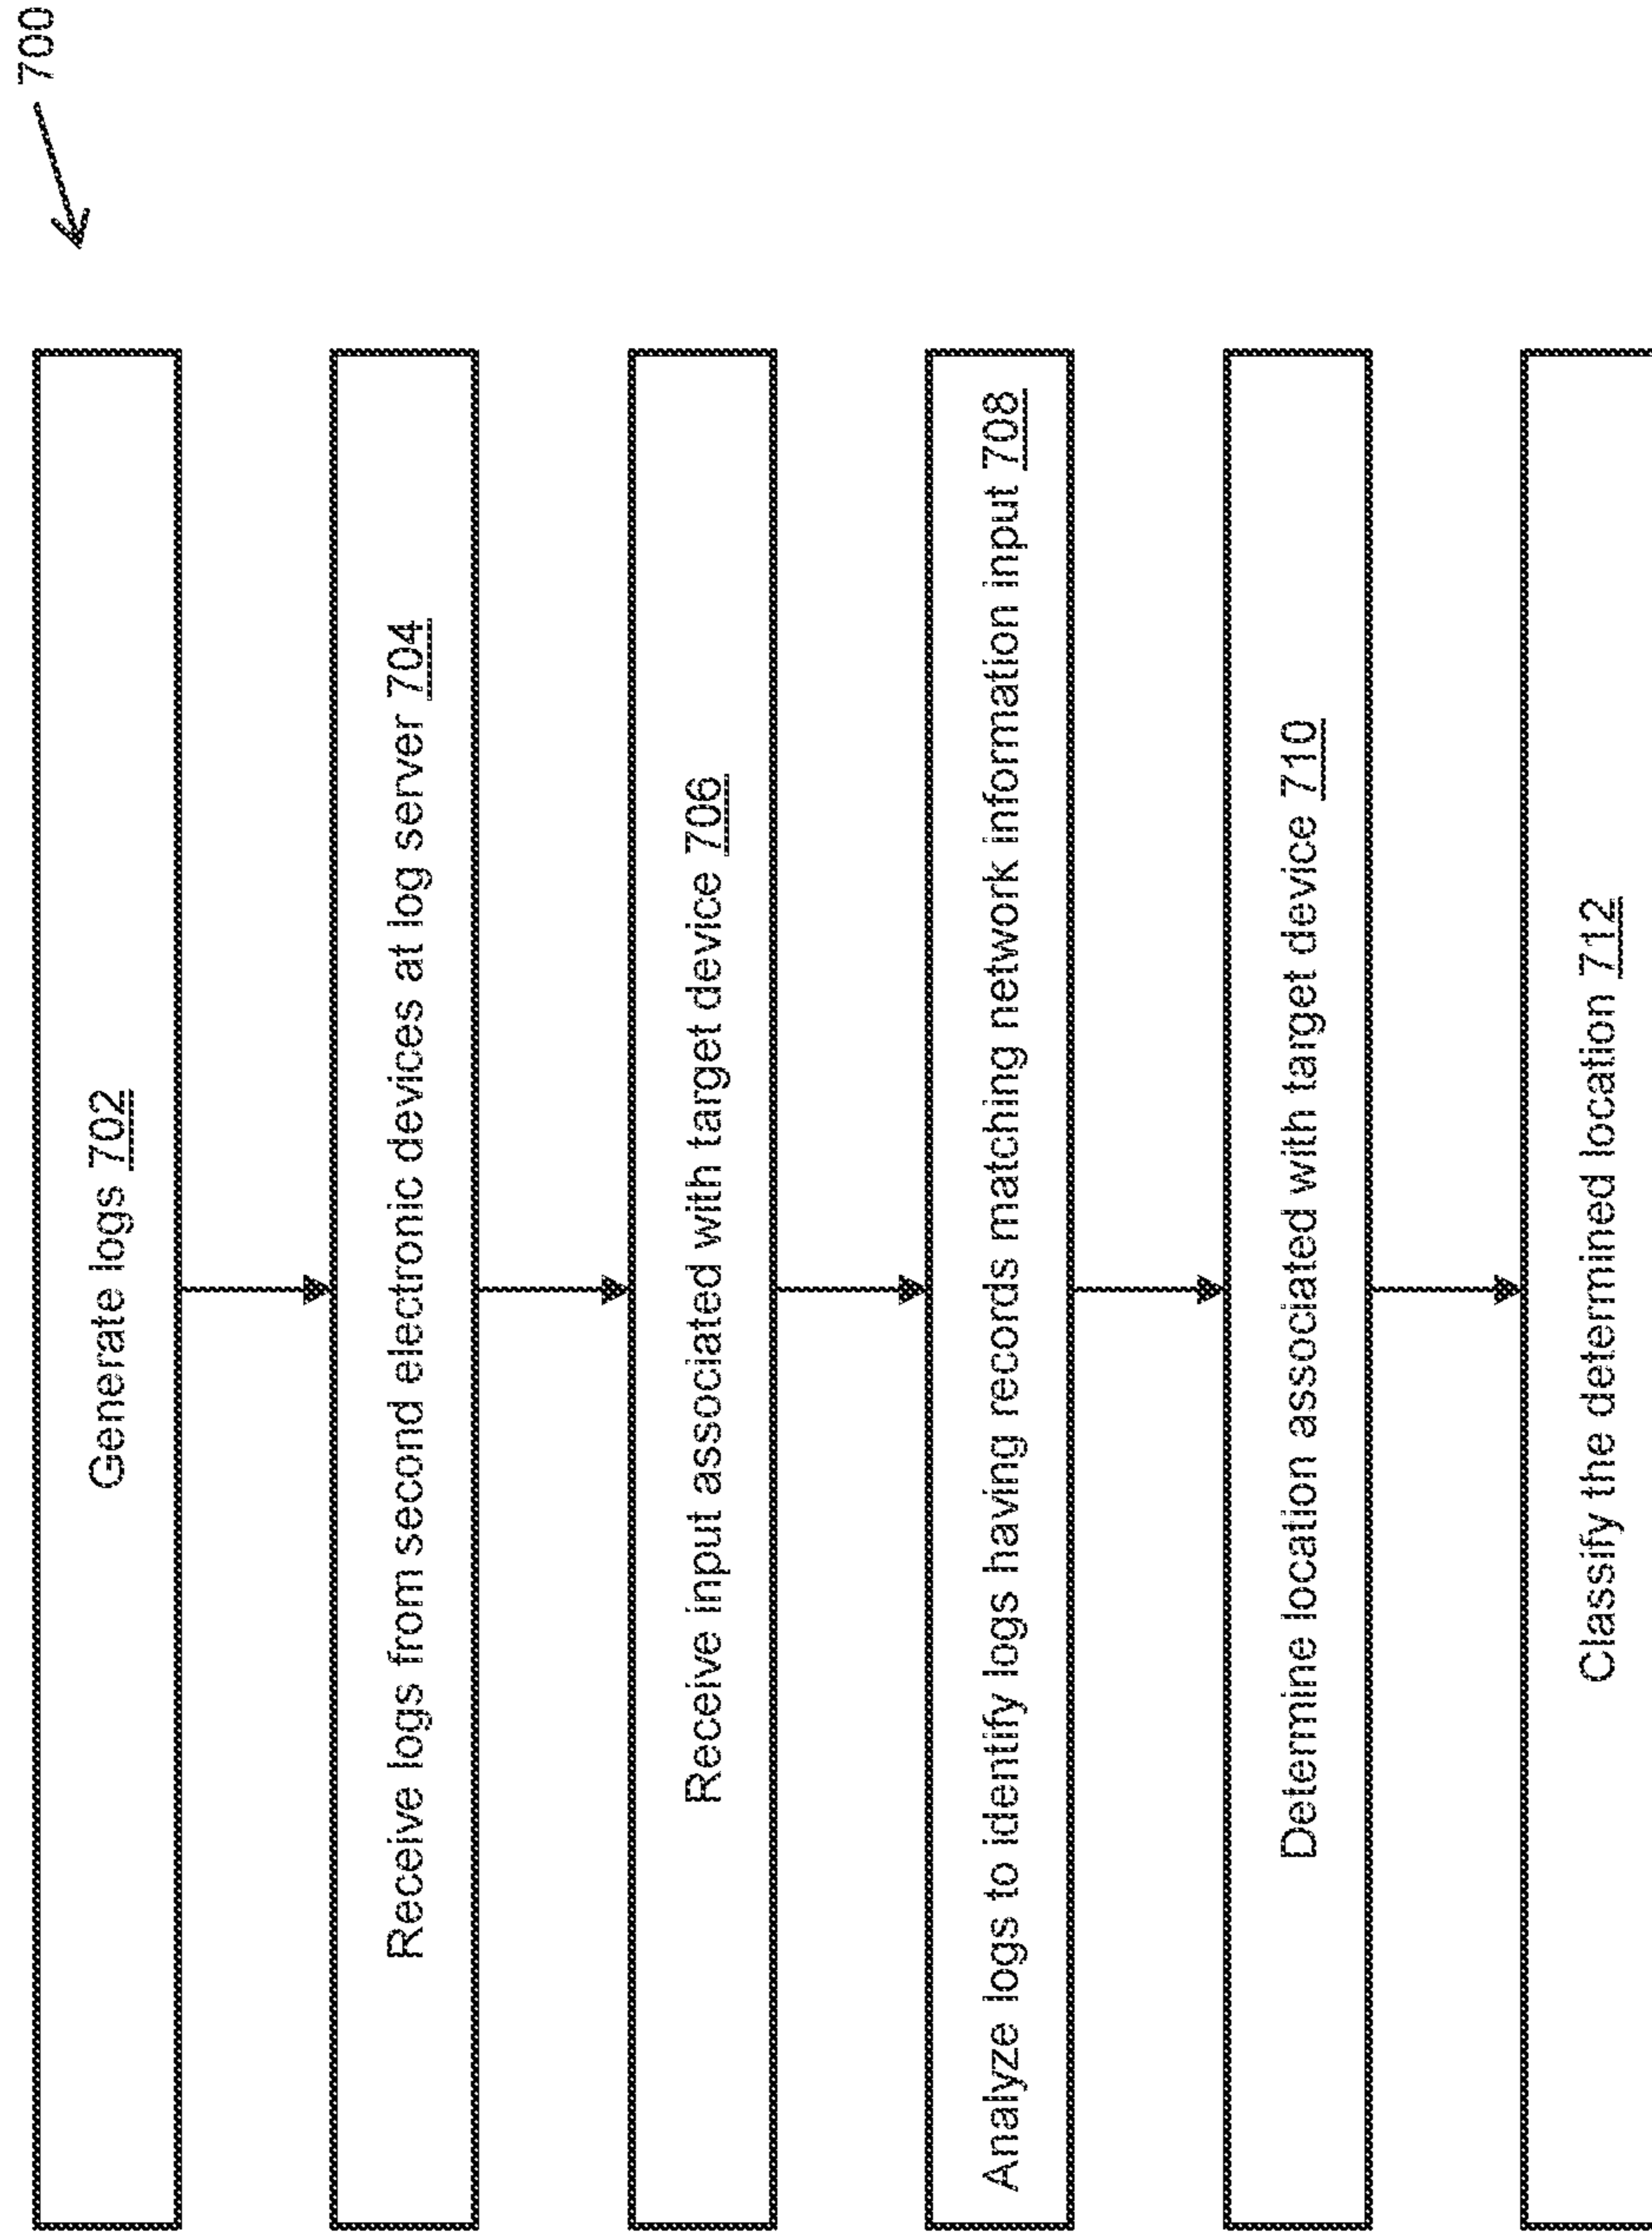 700
Generate logs 702
Receive logs from second electronic devices at log server 704
Receive input associated with target device 706
Analyze logs to identify logs having records matching network information input 708
Determine location associated with target device 710
Classify the determined location 712